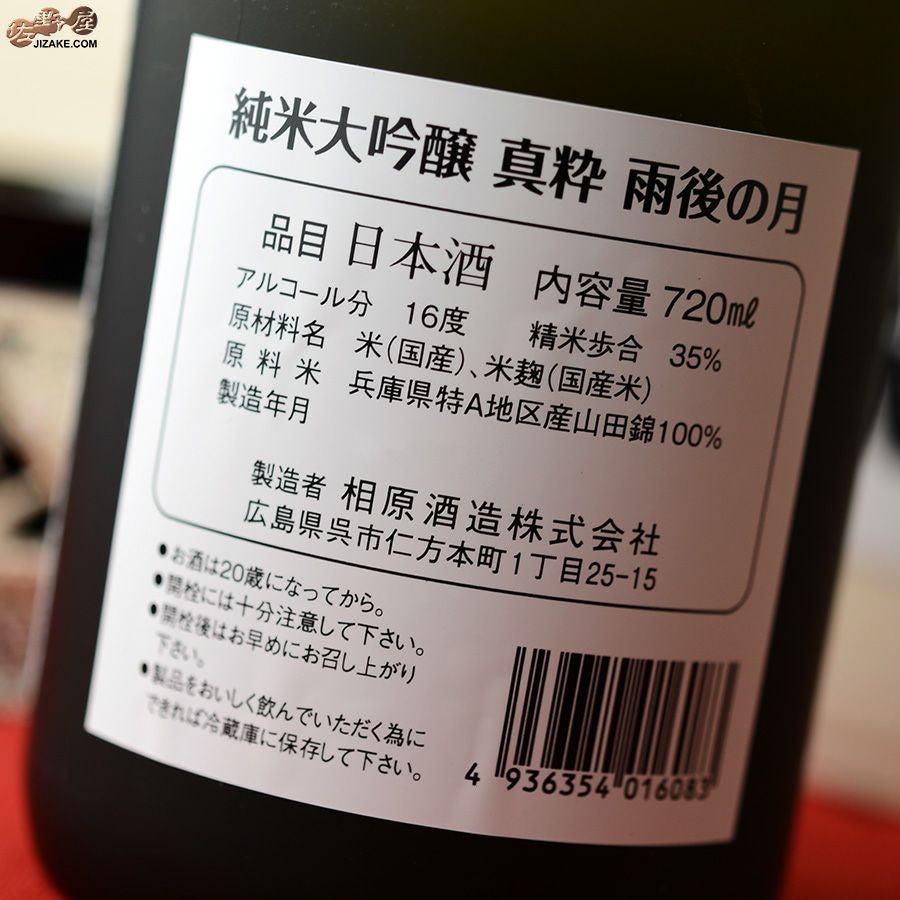 佐野屋
JIZAKE.COM
純米大吟醸 真粋 雨後の月
品目 日本酒 内容量 720㎖
アルコール分 16度 精米歩合 35%
原材料名 米(国産)、米麹(国産米)
原料米 兵庫県特A地区産山田錦100%
製造年月
製造者 相原酒造株式会社
広島県呉市仁方本町1丁目25-15
●お酒は20歳になってから。
●開栓には十分注意して下さい。
●開栓後はお早めにお召し上がり
下さい。
●製品をおいしく飲んでいただく為に
できれば冷蔵庫に保存して下さい。
4 936354 016083